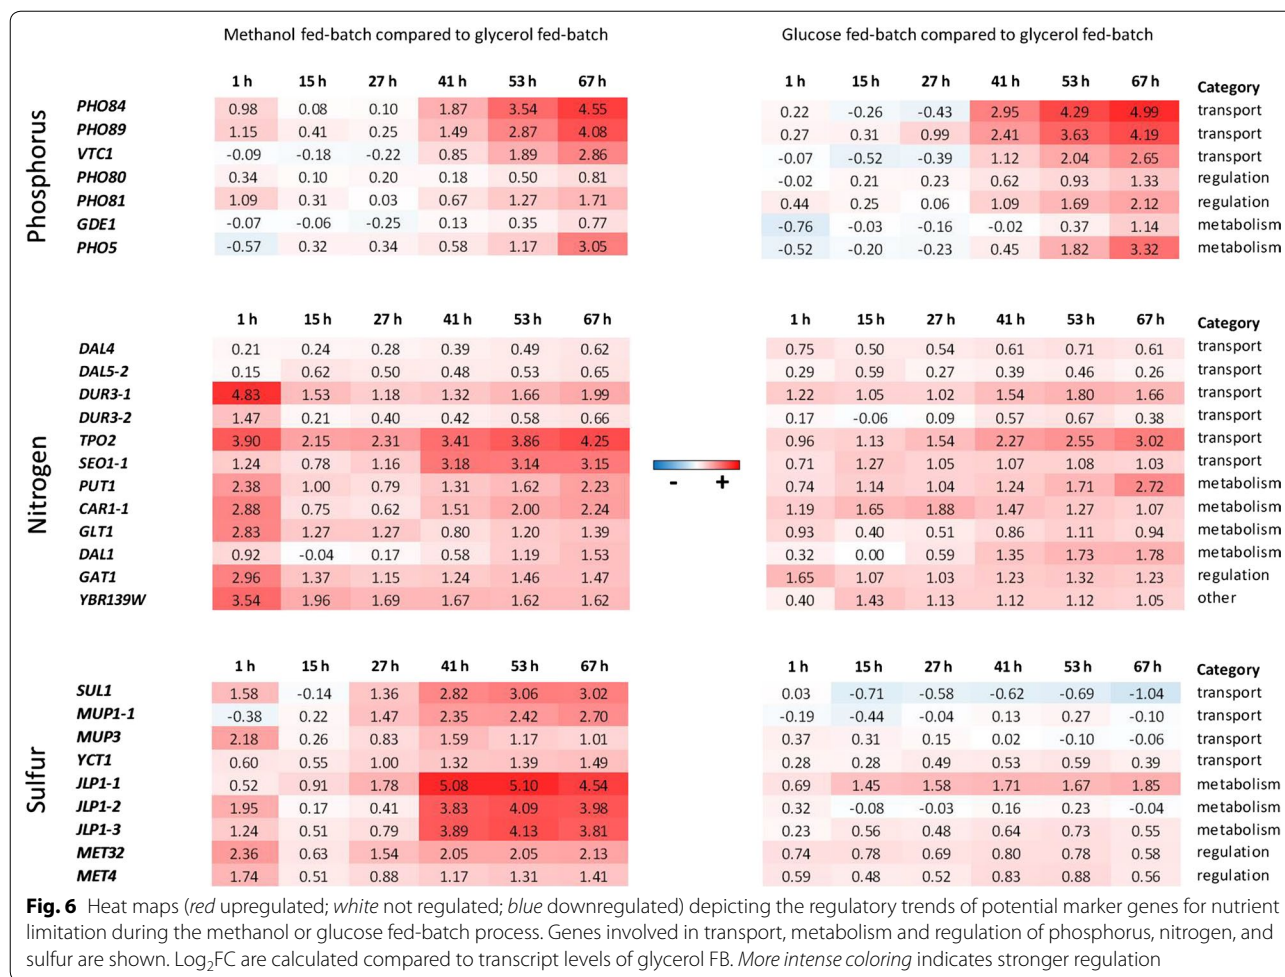 Methanol fed-batch compared to glycerol fed-batch Glucose fed-batch compared to glycerol fed-batch
Phosphorus
1 h 15 h 27 h 41 h 53 h 67 h 1 h 15 h 27 h 41 h 53 h 67 h Category
PHO84 0.98 0.08 0.10 1.87 3.54 4.55 0.22 -0.26 -0.43 2.95 4.29 4.99 transport
PHO89 1.15 0.41 0.25 1.49 2.87 4.08 0.27 0.31 0.99 2.41 3.63 4.19 transport
VTC1 -0.09 -0.18 -0.22 0.85 1.89 2.86 -0.07 -0.52 -0.39 1.12 2.04 2.65 transport
PHO80 0.34 0.10 0.20 0.18 0.50 0.81 -0.02 0.21 0.23 0.62 0.93 1.33 regulation
PHO81 1.09 0.31 0.03 0.67 1.27 1.71 0.44 0.25 0.06 1.09 1.69 2.12 regulation
GDE1 -0.07 -0.06 -0.25 0.13 0.35 0.77 -0.76 -0.03 -0.16 -0.02 0.37 1.14 metabolism
PHO5 -0.57 0.32 0.34 0.58 1.17 3.05 -0.52 -0.20 -0.23 0.45 1.82 3.32 metabolism
Nitrogen
1 h 15 h 27 h 41 h 53 h 67 h 1 h 15 h 27 h 41 h 53 h 67 h Category
DAL4 0.21 0.24 0.28 0.39 0.49 0.62 0.75 0.50 0.54 0.61 0.71 0.61 transport
DAL5-2 0.15 0.62 0.50 0.48 0.53 0.65 0.29 0.59 0.27 0.39 0.46 0.26 transport
DUR3-1 4.83 1.53 1.18 1.32 1.66 1.99 1.22 1.05 1.02 1.54 1.80 1.66 transport
DUR3-2 1.47 0.21 0.40 0.42 0.58 0.66 0.17 -0.06 0.09 0.57 0.67 0.38 transport
TPO2 3.90 2.15 2.31 3.41 3.86 4.25 0.96 1.13 1.54 2.27 2.55 3.02 transport
SEO1-1 1.24 0.78 1.16 3.18 3.14 3.15 0.71 1.27 1.05 1.07 1.08 1.03 transport
PUT1 2.38 1.00 0.79 1.31 1.62 2.23 0.74 1.14 1.04 1.24 1.71 2.72 metabolism
CAR1-1 2.88 0.75 0.62 1.51 2.00 2.24 1.19 1.65 1.88 1.47 1.27 1.07 metabolism
GLT1 2.83 1.27 1.27 0.80 1.20 1.39 0.93 0.40 0.51 0.86 1.11 0.94 metabolism
DAL1 0.92 -0.04 0.17 0.58 1.19 1.53 0.32 0.00 0.59 1.35 1.73 1.78 metabolism
GAT1 2.96 1.37 1.15 1.24 1.46 1.47 1.65 1.07 1.03 1.23 1.32 1.23 regulation
YBR139W 3.54 1.96 1.69 1.67 1.62 1.62 0.40 1.43 1.13 1.12 1.12 1.05 other
- +
Sulfur
1 h 15 h 27 h 41 h 53 h 67 h 1 h 15 h 27 h 41 h 53 h 67 h Category
SUL1 1.58 -0.14 1.36 2.82 3.06 3.02 0.03 -0.71 -0.58 -0.62 -0.69 -1.04 transport
MUP1-1 -0.38 0.22 1.47 2.35 2.42 2.70 -0.19 -0.44 -0.04 0.13 0.27 -0.10 transport
MUP3 2.18 0.26 0.83 1.59 1.17 1.01 0.37 0.31 0.15 0.02 -0.10 -0.06 transport
YCT1 0.60 0.55 1.00 1.32 1.39 1.49 0.28 0.28 0.49 0.53 0.59 0.39 transport
JLP1-1 0.52 0.91 1.78 5.08 5.10 4.54 0.69 1.45 1.58 1.71 1.67 1.85 metabolism
JLP1-2 1.95 0.17 0.41 3.83 4.09 3.98 0.32 -0.08 -0.03 0.16 0.23 -0.04 metabolism
JLP1-3 1.24 0.51 0.79 3.89 4.13 3.81 0.23 0.56 0.48 0.64 0.73 0.55 metabolism
MET32 2.36 0.63 1.54 2.05 2.05 2.13 0.74 0.78 0.69 0.80 0.78 0.58 regulation
MET4 1.74 0.51 0.88 1.17 1.31 1.41 0.59 0.48 0.52 0.83 0.88 0.56 regulation
Fig. 6 Heat maps (red upregulated; white not regulated; blue downregulated) depicting the regulatory trends of potential marker genes for nutrient
limitation during the methanol or glucose fed-batch process. Genes involved in transport, metabolism and regulation of phosphorus, nitrogen, and
sulfur are shown. Log₂FC are calculated compared to transcript levels of glycerol FB. More intense coloring indicates stronger regulation